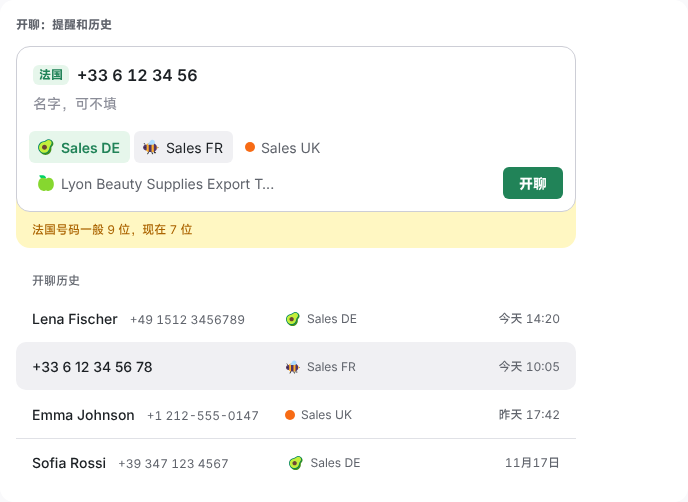 开聊：提醒和历史
法国 +33 6 12 34 56
名字，可不填
Sales DE Sales FR Sales UK
Lyon Beauty Supplies Export T...
开聊
法国号码一般 9 位，现在 7 位
开聊历史
Lena Fischer +49 1512 3456789 Sales DE 今天 14:20
+33 6 12 34 56 78 Sales FR 今天 10:05
Emma Johnson +1 212-555-0147 Sales UK 昨天 17:42
Sofia Rossi +39 347 123 4567 Sales DE 11月17日